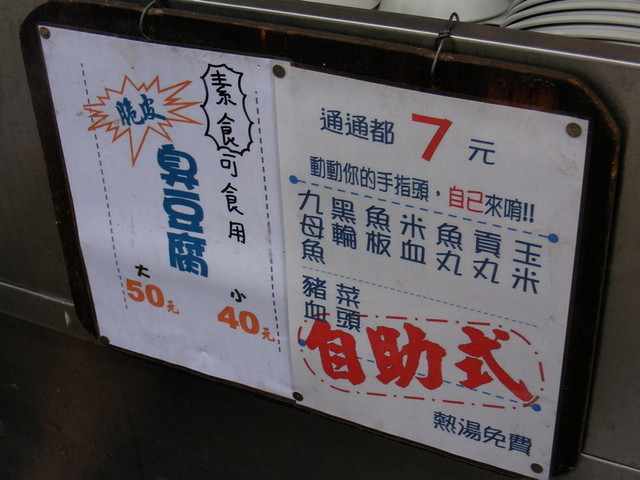 素食可食用
脆皮
臭豆腐
大
50元
小
40元
通通都 7 元
動動你的手指頭，自己來唷!!
玉米
貢丸
魚丸
米血
魚板
黑輪
九母魚
菜頭
豬血
自助式
熱湯免費